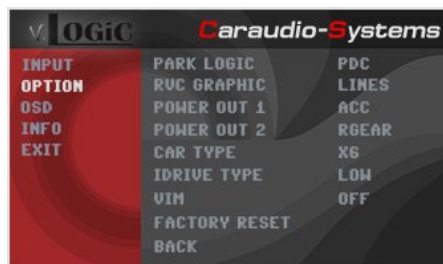 v.LOGiC Caraudio-Systems
INPUT PARK LOGIC PDC
OPTION RVC GRAPHIC LINES
OSD POWER OUT 1 ACC
INFO POWER OUT 2 RGEAR
EXIT CAR TYPE X6
IDRIVE TYPE LOW
VIM OFF
FACTORY RESET
BACK